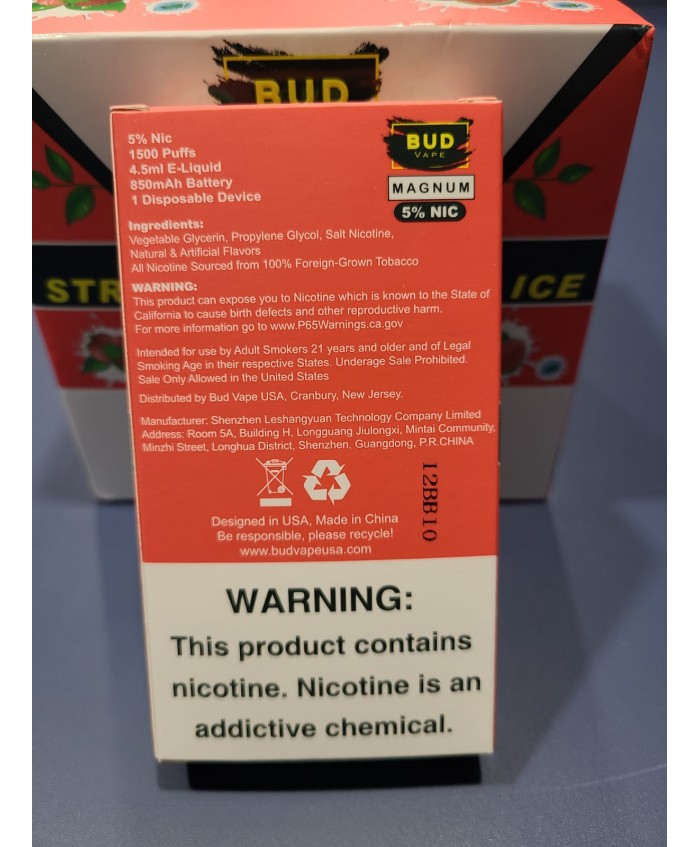 BUD
5% Nic
1500 Puffs
4.5ml E-Liquid
850mAh Battery
1 Disposable Device
BUD
VAPE
MAGNUM
5% NIC
Ingredients:
Vegetable Glycerin, Propylene Glycol, Salt Nicotine,
Natural & Artificial Flavors
All Nicotine Sourced from 100% Foreign-Grown Tobacco
STR
ICE
WARNING:
This product can expose you to Nicotine which is known to the State of
California to cause birth defects and other reproductive harm.
For more information go to www.P65Warnings.ca.gov
Intended for use by Adult Smokers 21 years and older and of Legal
Smoking Age in their respective States. Underage Sale Prohibited.
Sale Only Allowed in the United States
Distributed by Bud Vape USA, Cranbury, New Jersey.
Manufacturer: Shenzhen Leshangyuan Technology Company Limited
Address: Room 5A, Building H, Longguang Jiulongxi, Mintai Community,
Minzhi Street, Longhua District, Shenzhen, Guangdong, P.R.CHINA
12BB10
Designed in USA, Made in China
Be responsible, please recycle!
www.budvapeusa.com
WARNING:
This product contains
nicotine. Nicotine is an
addictive chemical.